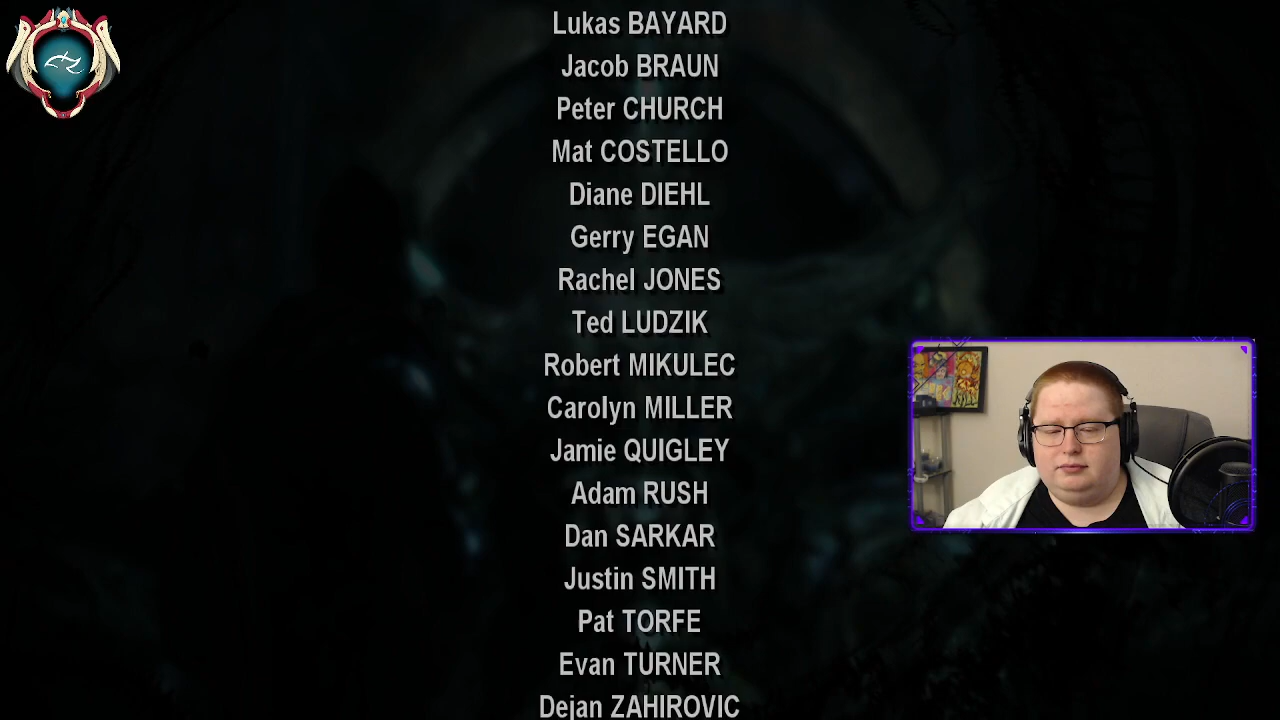 Lukas BAYARD
Jacob BRAUN
Peter CHURCH
Mat COSTELLO
Diane DIEHL
Gerry EGAN
Rachel JONES
Ted LUDZIK
Robert MIKULEC
Carolyn MILLER
Jamie QUIGLEY
Adam RUSH
Dan SARKAR
Justin SMITH
Pat TORFE
Evan TURNER
Dejan ZAHIROVIC